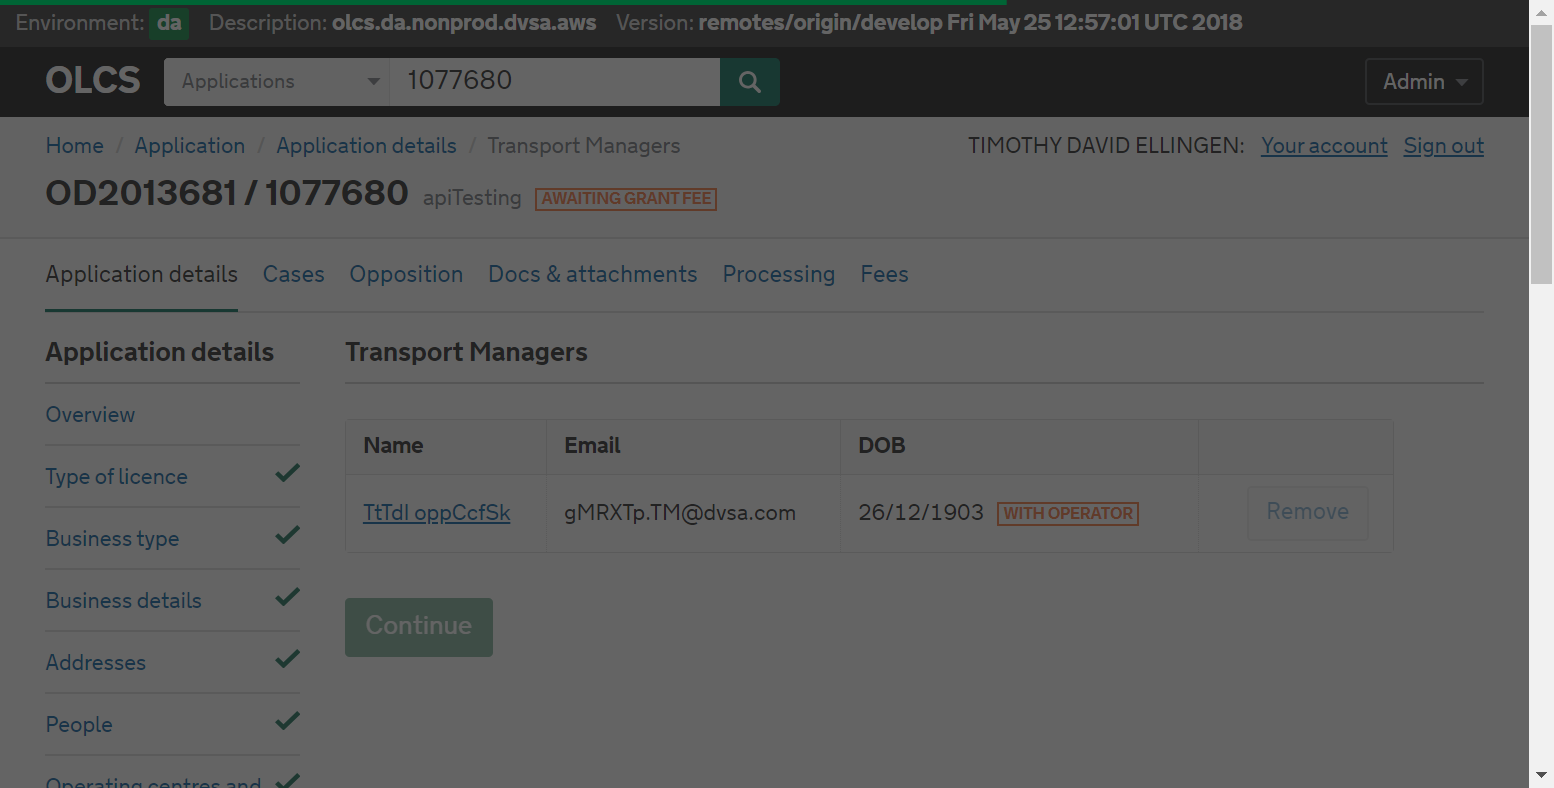 Environment: da Description: olcs.da.nonprod.dvsa.aws Version: remotes/origin/develop Fri May 25 12:57:01 UTC 2018
OLCS Applications 1077680 Admin
Home / Application / Application details / Transport Managers TIMOTHY DAVID ELLINGEN: Your account Sign out
OD2013681 / 1077680 apiTesting AWAITING GRANT FEE
Application details Cases Opposition Docs & attachments Processing Fees
Application details
Overview
Type of licence
Business type
Business details
Addresses
People
Operating centres and
Transport Managers
Name Email DOB
TtTdI oppCcfSk gMRXTp.TM@dvsa.com 26/12/1903 WITH OPERATOR Remove
Continue